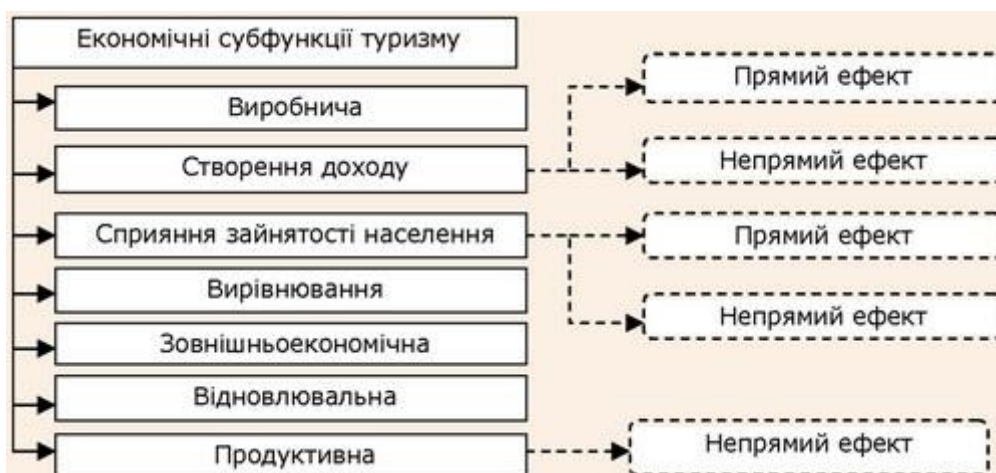 Економічні субфункції туризму
Виробнича
Створення доходу
Сприяння зайнятості населення
Вирівнювання
Зовнішньоекономічна
Відновлювальна
Продуктивна
Прямий ефект
Непрямий ефект
Прямий ефект
Непрямий ефект
Непрямий ефект